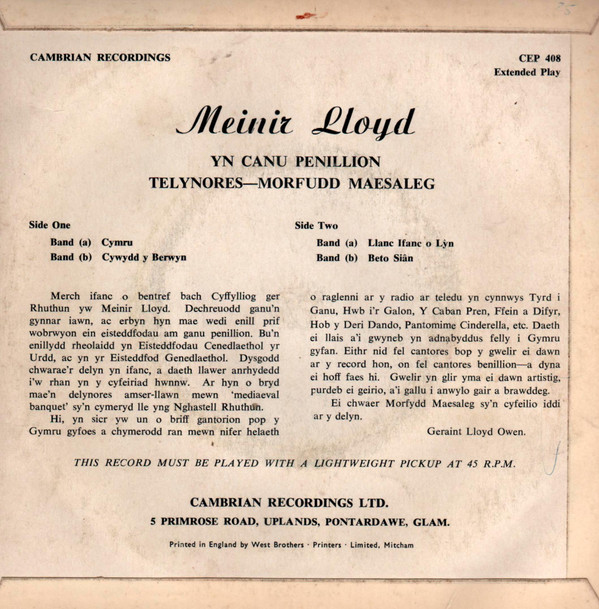 CAMBRIAN RECORDINGS
CEP 408
Extended Play
Meinir Lloyd
YN CANU PENILLION
TELYNORES—MORFUDD MAESALEG
Side One
Band (a) Cymru
Band (b) Cywydd y Berwyn
Side Two
Band (a) Llanc Ifanc o Lŷn
Band (b) Beto Siân
Merch ifanc o bentref bach Cyffylliog ger
Rhuthun yw Meinir Lloyd. Dechreuodd ganu'n
gynnar iawn, ac erbyn hyn mae wedi enill prif
wobrwyon ein eisteddfodau am ganu penillion. Bu'n
enillydd rheolaidd yn Eisteddfodau Cenedlaethol yr
Urdd, ac yn yr Eisteddfod Genedlaethol. Dysgodd
chwarae'r delyn yn ifanc, a daeth llawer anrhydedd
i'w rhan yn y cyfeiriad hwnnw. Ar hyn o bryd
mae'n delynores amser-llawn mewn 'mediaeval
banquet' sy'n cymeryd lle yng Nghastell Rhuthun.
Hi, yn sicr yw un o briff gantorion pop y
Gymru gyfoes a chymerodd ran mewn nifer helaeth
o raglenni ar y radio ar teledu yn cynnwys Tyrd i
Ganu, Hwb i'r Galon, Y Caban Pren, Ffein a Difyr,
Hob y Deri Dando, Pantomime Cinderella, etc. Daeth
ei llais a'i gwyneb yn adnabyddus felly i Gymru
gyfan. Eithr nid fel cantores bop y gwelir ei dawn
ar y record hon, on fel cantores benillion—a dyna
ei hoff faes hi. Gwelir yn glir yma ei dawn artistig,
purdeb ei geirio, a'i gallu i anwylo gair a brawddeg.
Ei chwaer Morfydd Maesaleg sy'n cyfeilio iddi
ar y delyn.
Geraint Lloyd Owen.
THIS RECORD MUST BE PLAYED WITH A LIGHTWEIGHT PICKUP AT 45 R.P.M.
CAMBRIAN RECORDINGS LTD.
5 PRIMROSE ROAD, UPLANDS, PONTARDAWE, GLAM.
Printed in England by West Brothers · Printers · Limited, Mitcham